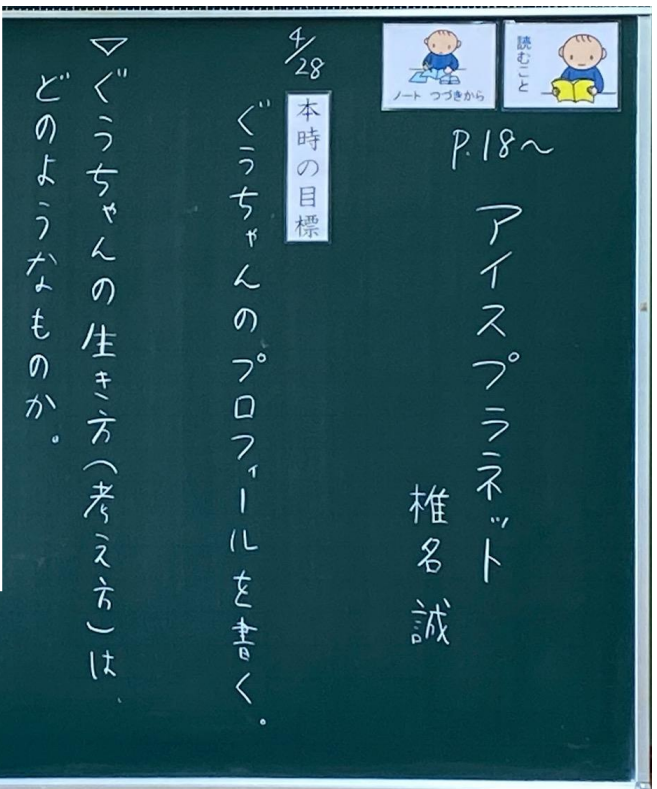 読むこと
ノート つづきから
P.18〜
アイスプラネット
椎名 誠
4/28
本時の目標
ぐうちゃんのプロフィールを書く。
▽ぐうちゃんの生き方(考え方)は、
どのようなものか。